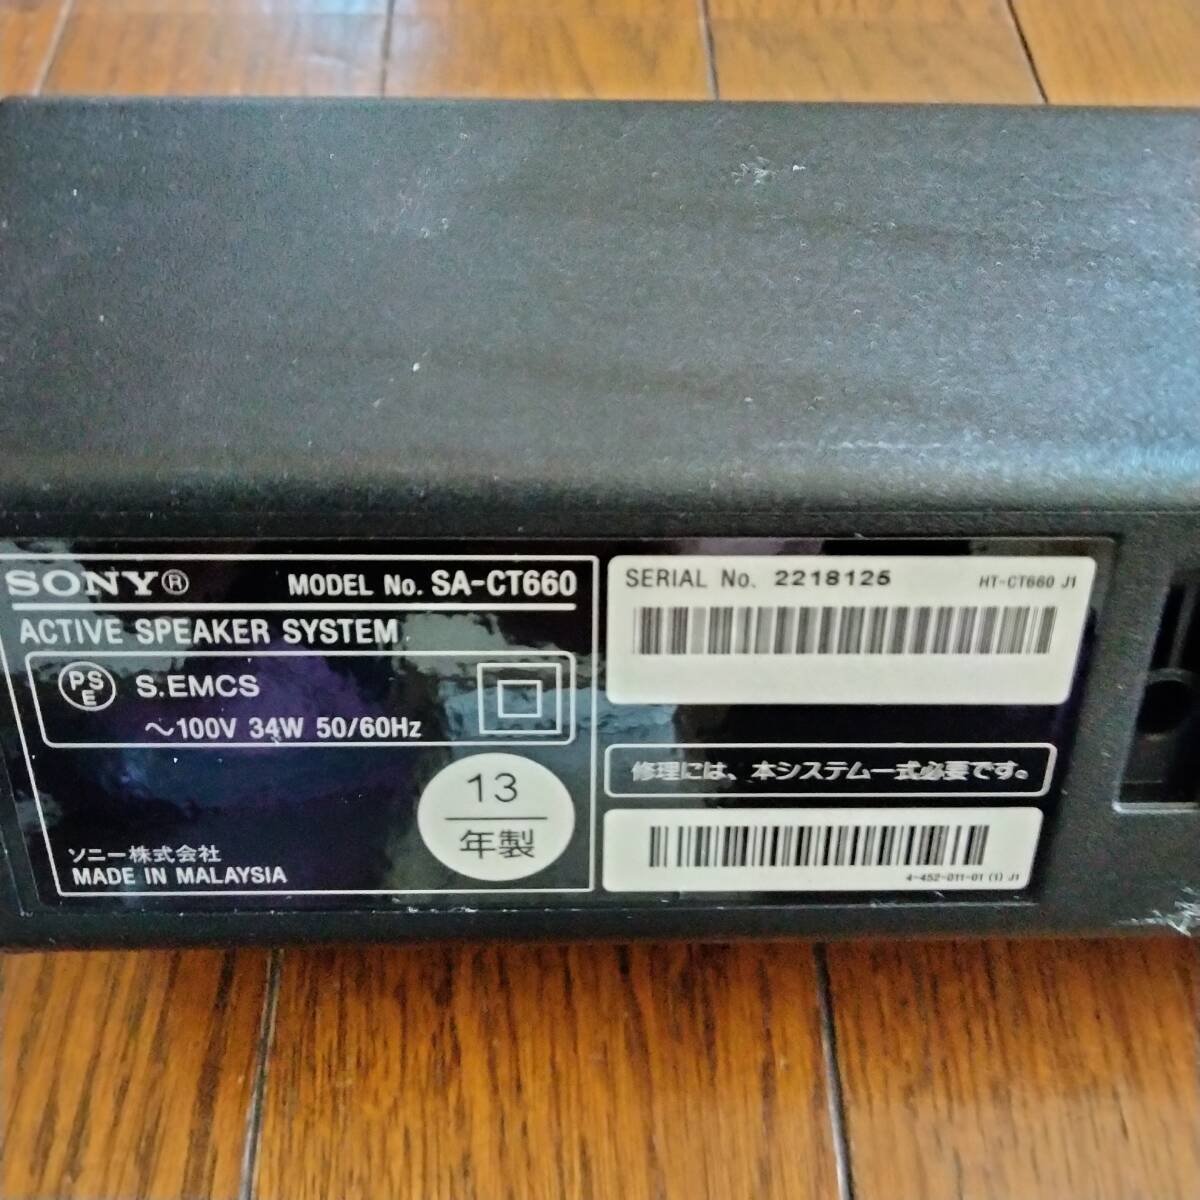 SONY® MODEL No. SA-CT660
ACTIVE SPEAKER SYSTEM
PSE S.EMCS
～100V 34W 50/60Hz
13
年製
ソニー株式会社
MADE IN MALAYSIA
SERIAL No. 2218125 HT-CT660 J1
修理には、本システム一式必要です。
4-452-011-01 (1) J1